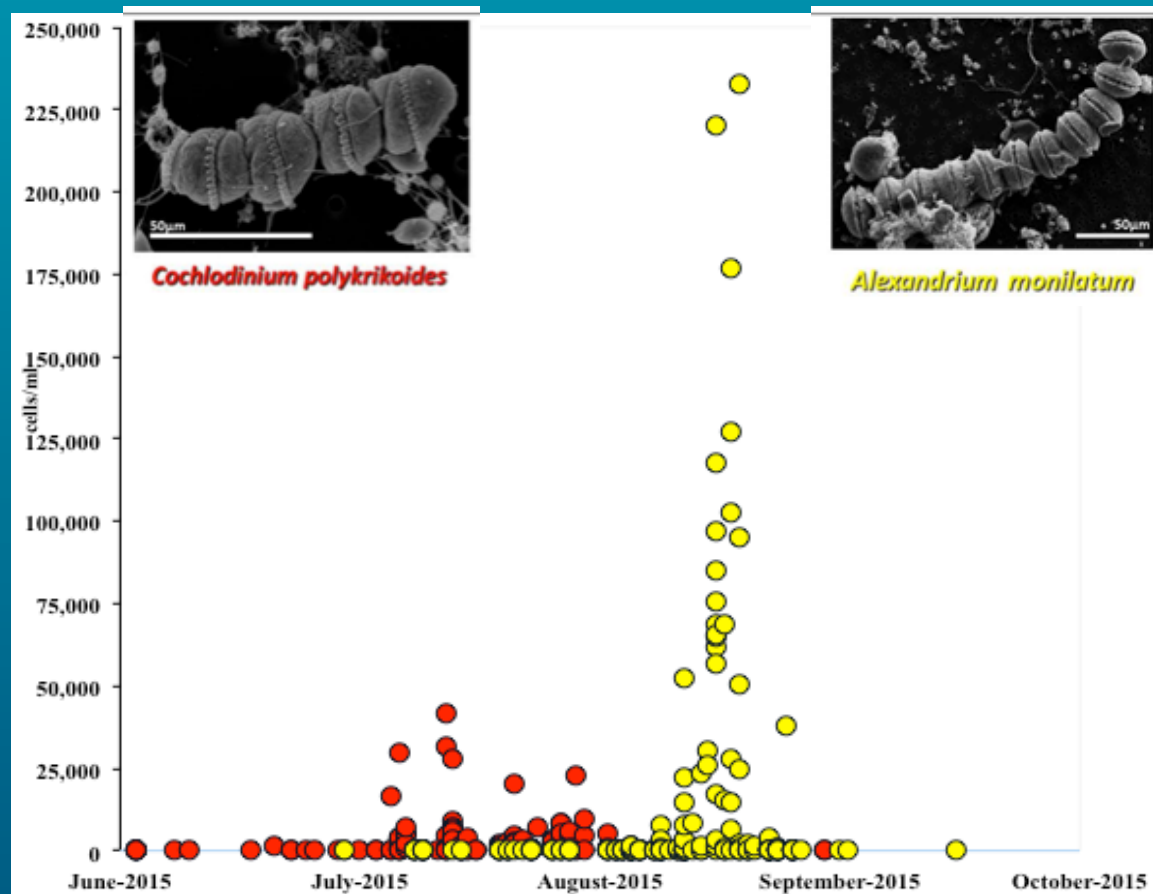 250,000
225,000
200,000
175,000
150,000
125,000
100,000
75,000
50,000
25,000
0
cells/ml
50µm
Cochlodinium polykrikoides
50µm
Alexandrium monilatum
June-2015 July-2015 August-2015 September-2015 October-2015